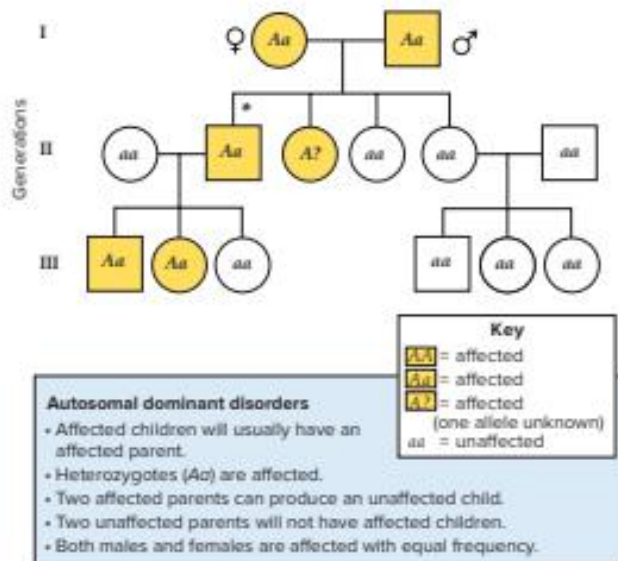 I
♀ Aa Aa ♂
Generations
*
II
aa Aa A? aa aa aa
III
Aa Aa aa aa aa aa
Key
AA = affected
Aa = affected
A? = affected
(one allele unknown)
aa = unaffected
Autosomal dominant disorders
• Affected children will usually have an
affected parent.
• Heterozygotes (Aa) are affected.
• Two affected parents can produce an unaffected child.
• Two unaffected parents will not have affected children.
• Both males and females are affected with equal frequency.